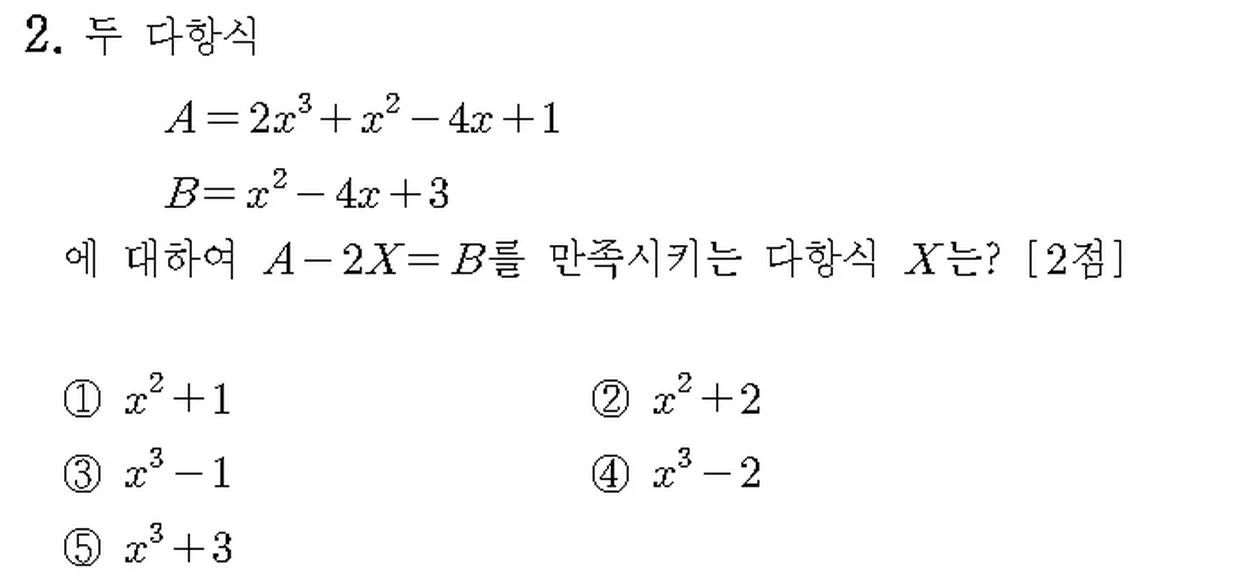 2. 두 다항식
A=2x³+x²-4x+1
B=x²-4x+3
에 대하여 A-2X=B를 만족시키는 다항식 X는? [2점]
① x²+1 ② x²+2
③ x³-1 ④ x³-2
⑤ x³+3